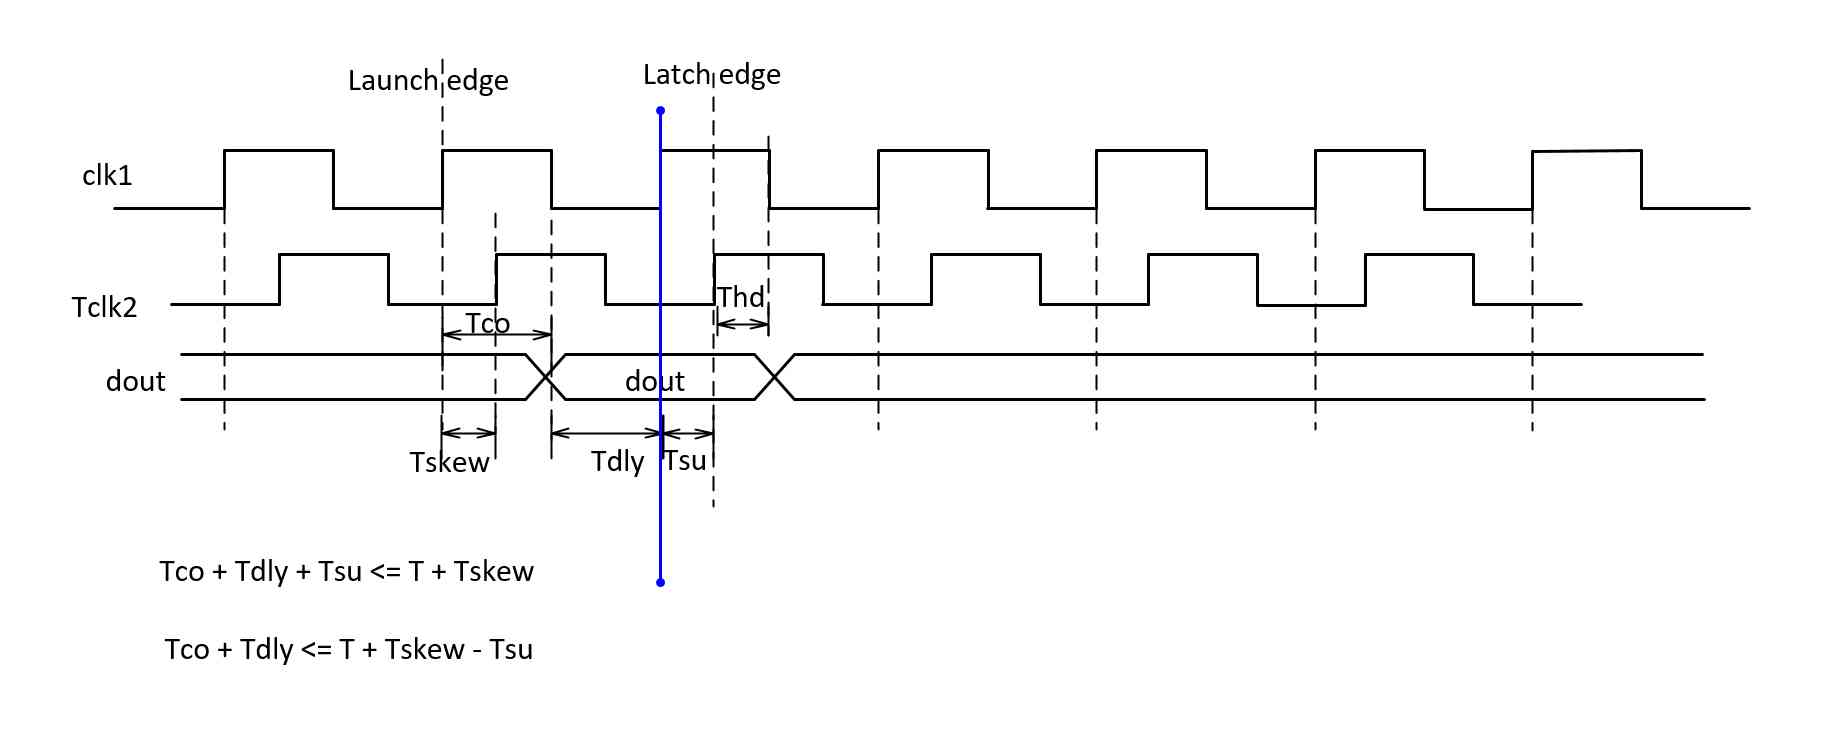 Launch edge
Latch edge
clk1
Tclk2
Thd
Tco
dout
dout
Tskew
Tdly
Tsu
Tco + Tdly + Tsu <= T + Tskew
Tco + Tdly <= T + Tskew - Tsu